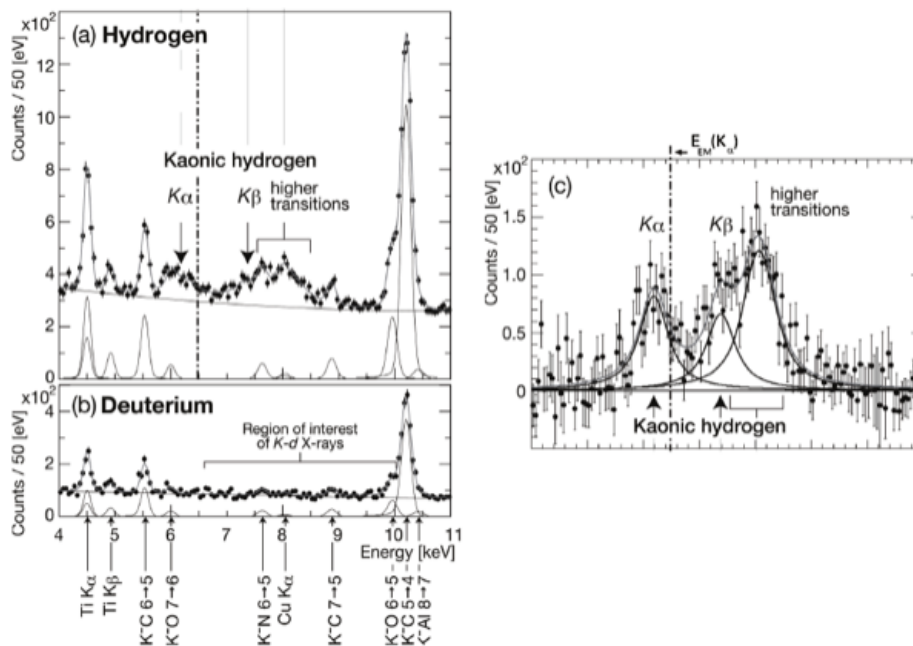 ×10²
(a) Hydrogen
Counts / 50 [eV]
12
10
8
6
4
2
0
Kaonic hydrogen
Kα
Kβ
higher
transitions
×10²
(b) Deuterium
Counts / 50 [eV]
4
2
0
Region of interest
of K-d X-rays
4
5
6
7
8
9
10
11
Energy [keV]
Ti Kα
Ti Kβ
K⁻C 6→5
K⁻O 7→6
K⁻N 6→5
Cu Kα
K⁻C 7→5
K⁻O 6→5
K⁻C 5→4
K⁻Al 8→7
E_EM(K_α)
×10²
(c)
Counts / 50 [eV]
1.5
1.0
0.5
0
Kα
Kβ
higher
transitions
Kaonic hydrogen